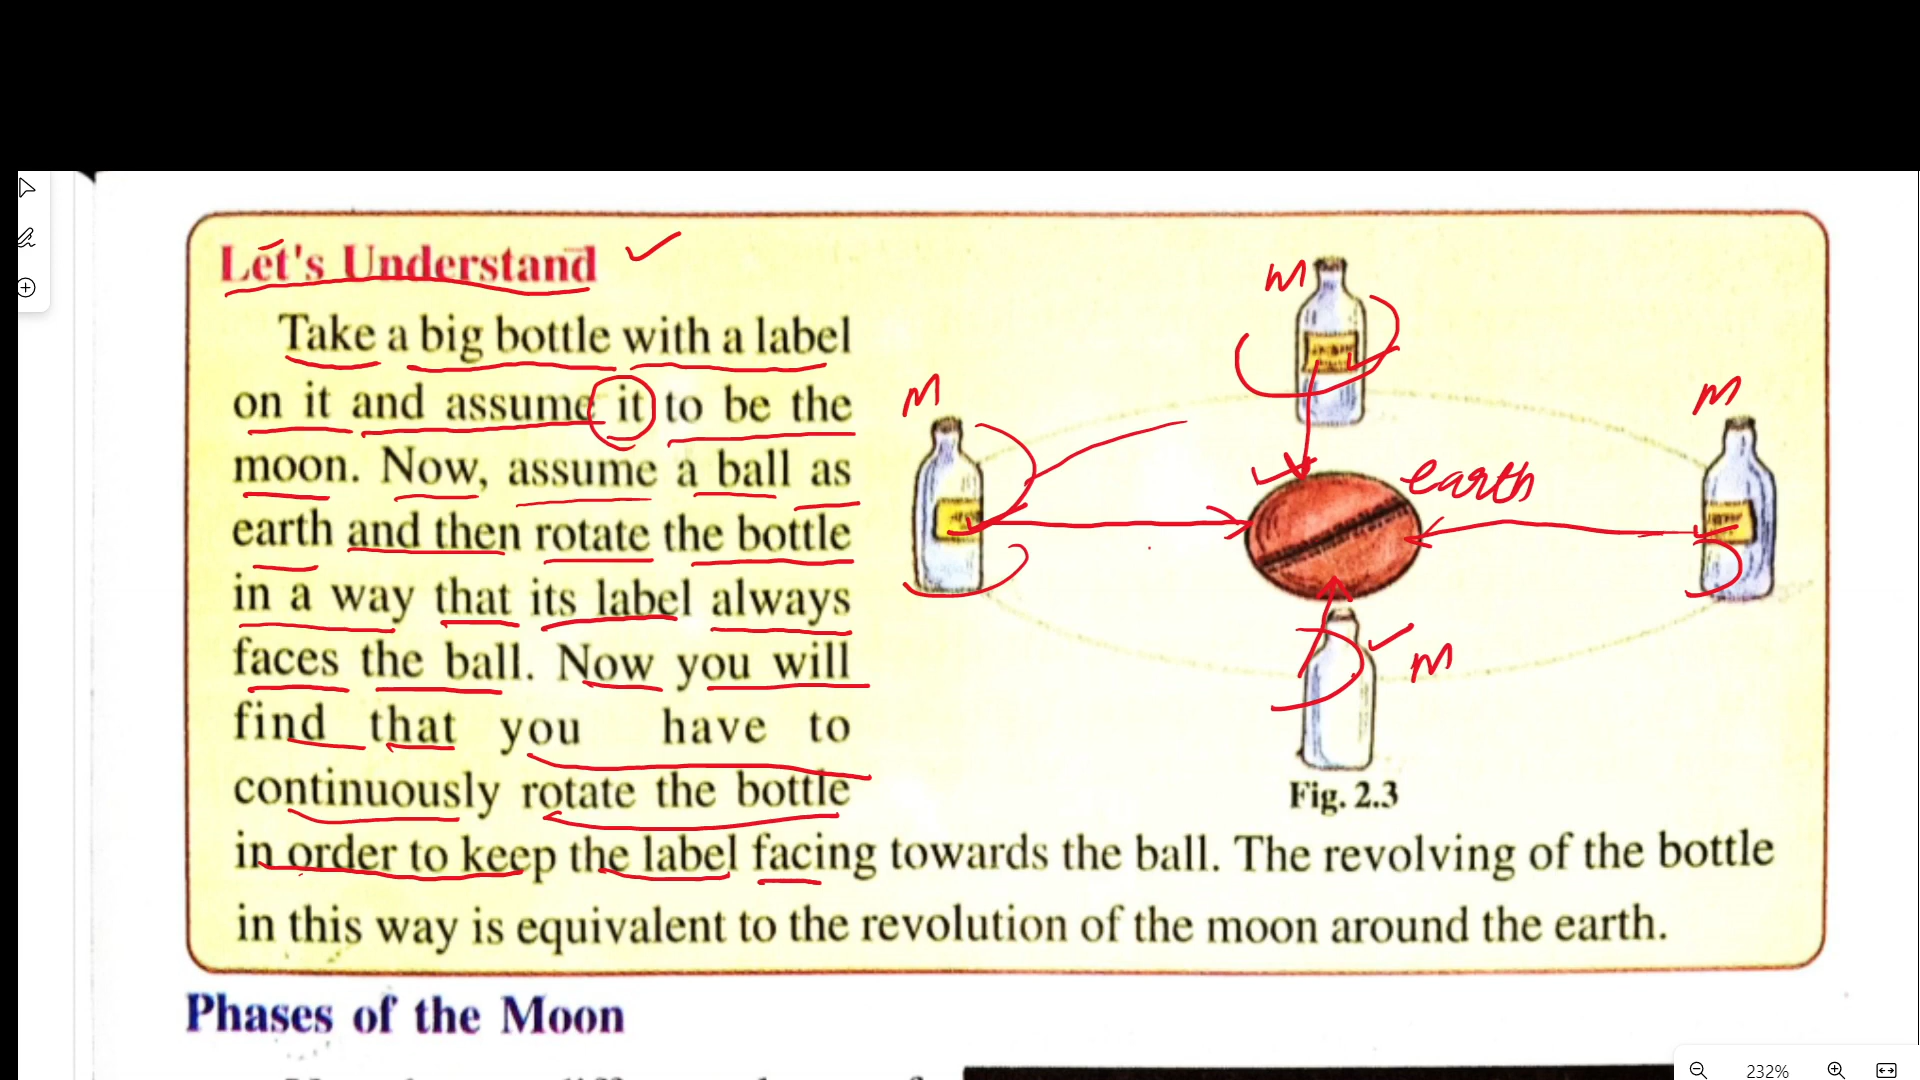 Let's Understand
Take a big bottle with a label
on it and assume it to be the
moon. Now, assume a ball as
earth and then rotate the bottle
in a way that its label always
faces the ball. Now you will
find that you have to
continuously rotate the bottle
in order to keep the label facing towards the ball. The revolving of the bottle
in this way is equivalent to the revolution of the moon around the earth.
M
M
M
earth
M
Fig. 2.3
Phases of the Moon
232%